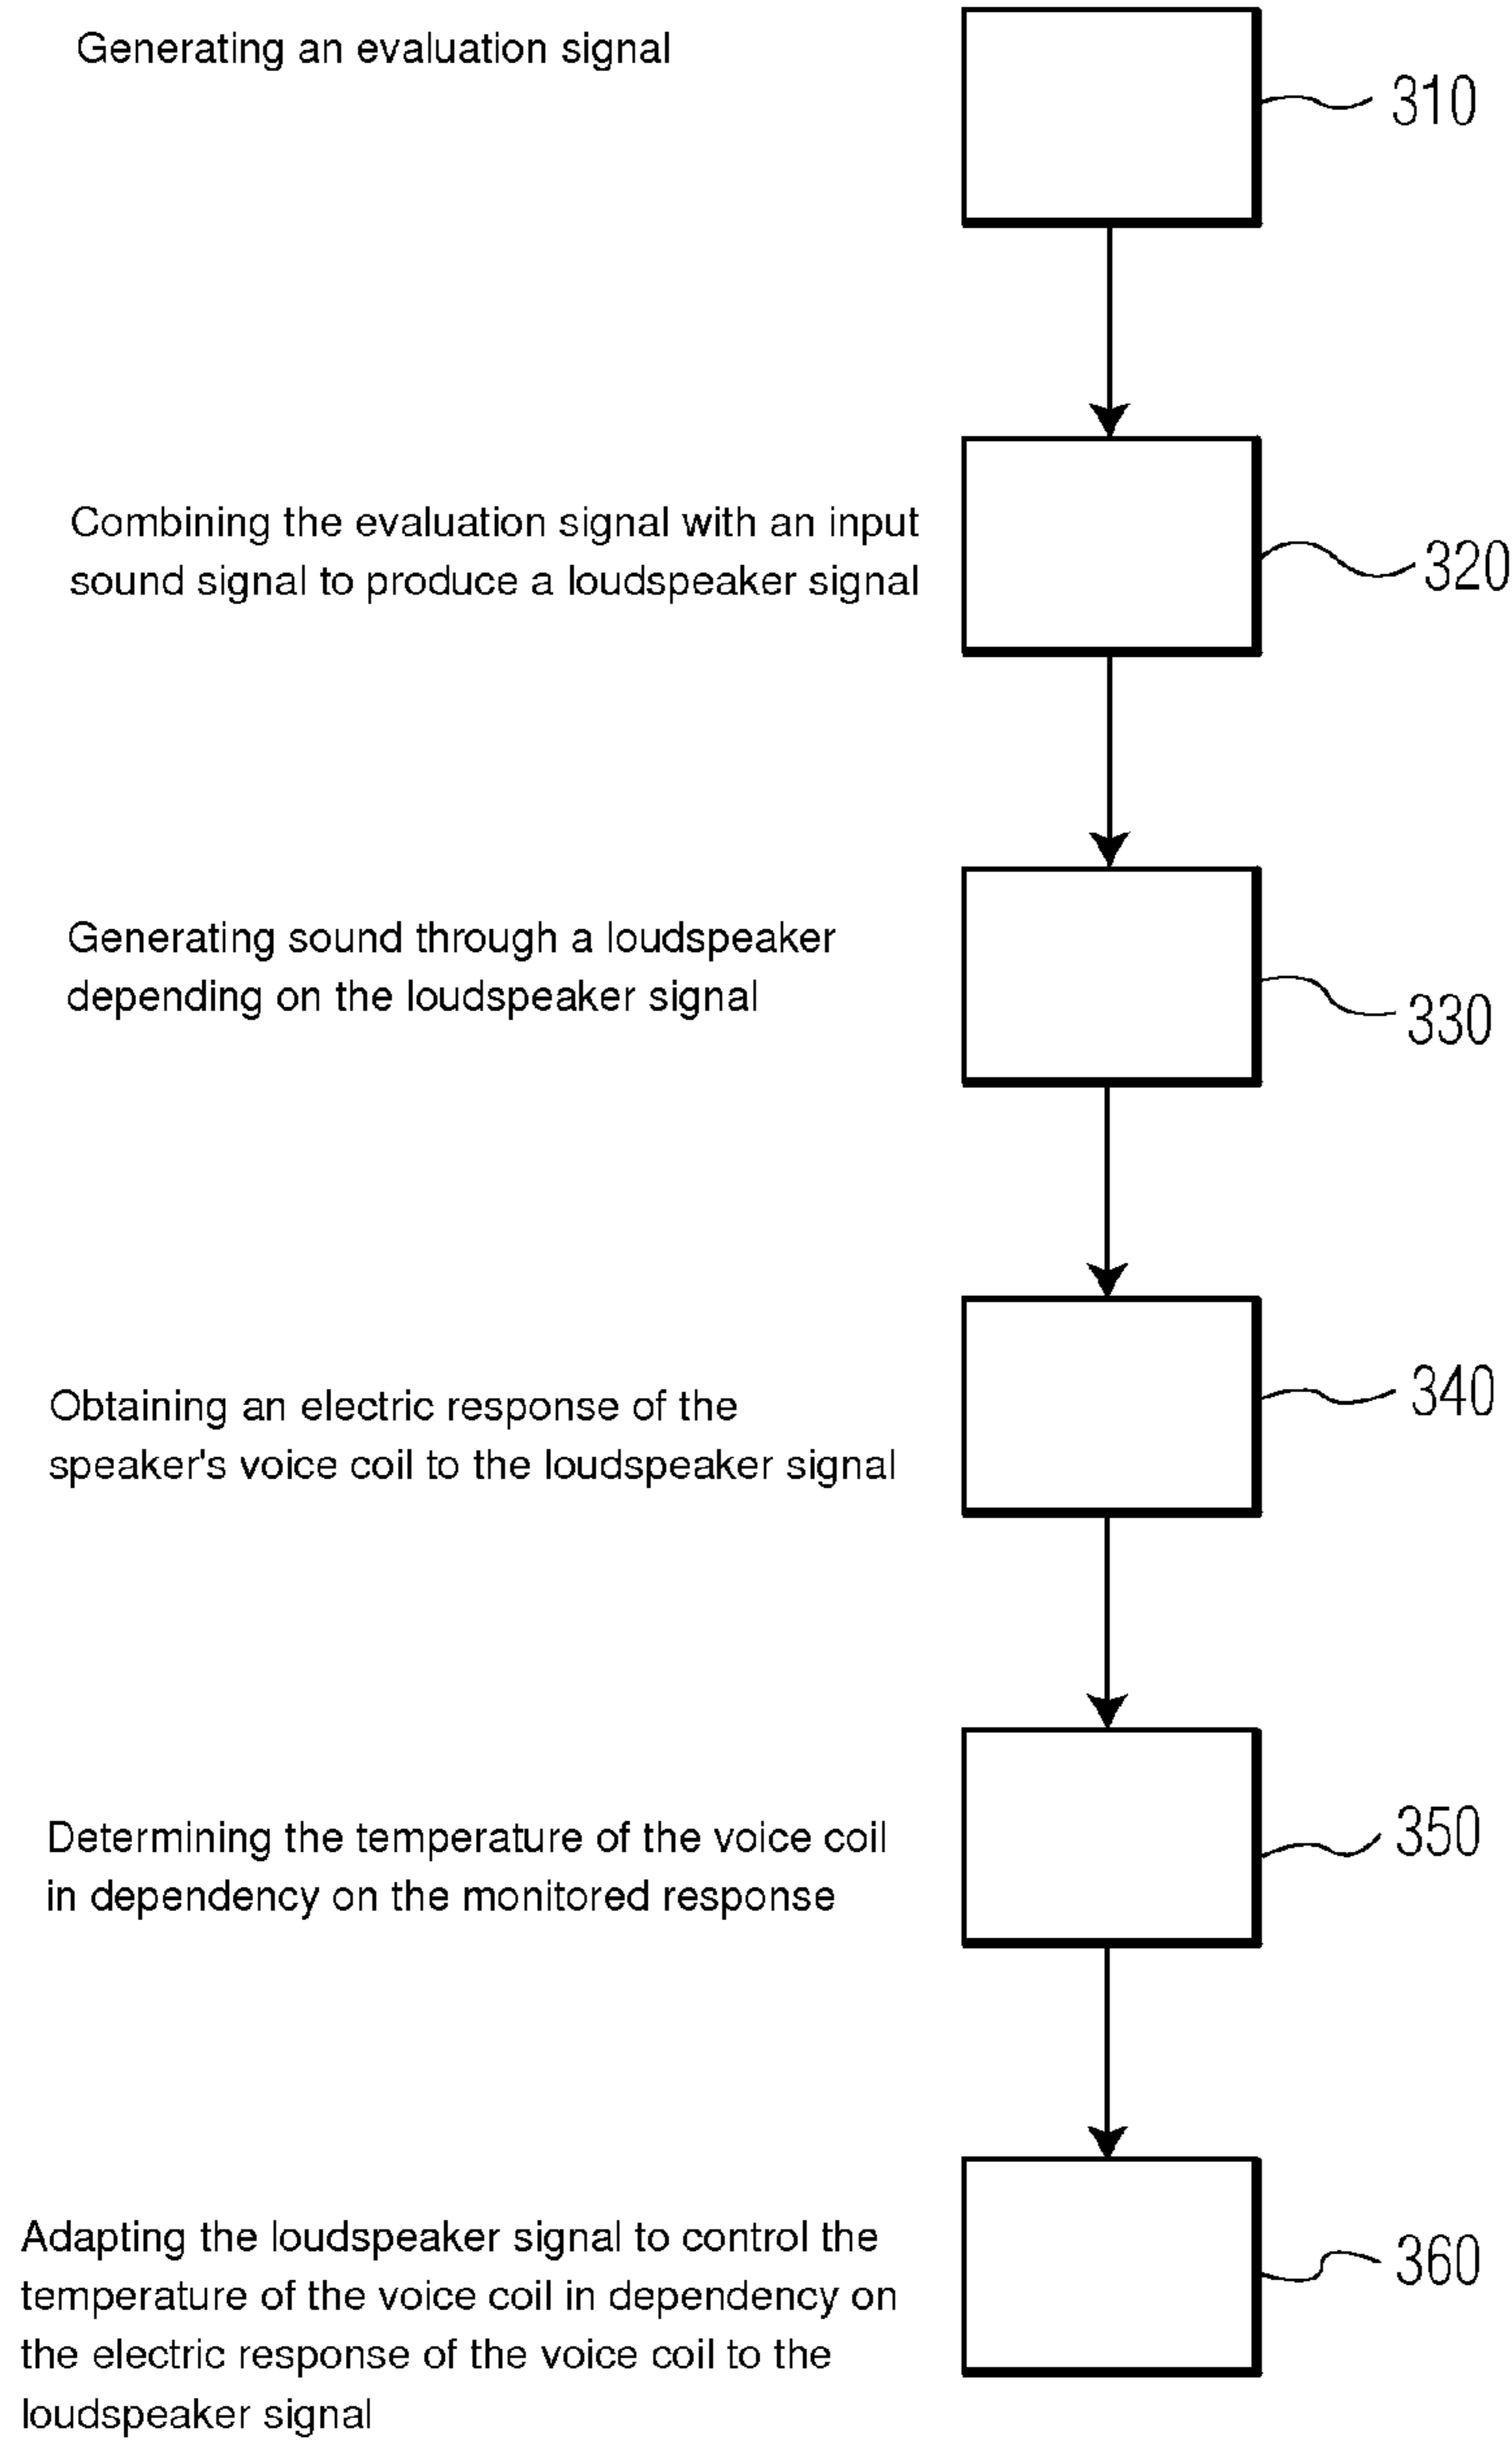 Generating an evaluation signal
310
Combining the evaluation signal with an input
sound signal to produce a loudspeaker signal
320
Generating sound through a loudspeaker
depending on the loudspeaker signal
330
Obtaining an electric response of the
speaker's voice coil to the loudspeaker signal
340
Determining the temperature of the voice coil
in dependency on the monitored response
350
Adapting the loudspeaker signal to control the
temperature of the voice coil in dependency on
the electric response of the voice coil to the
loudspeaker signal
360